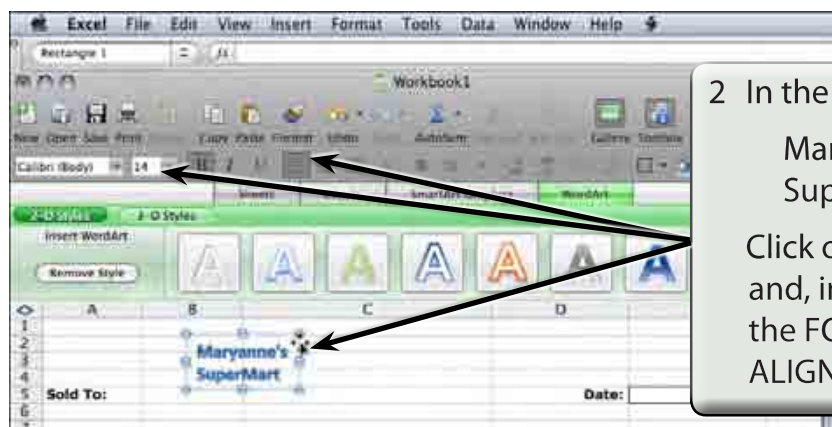 Excel File Edit View Insert Format Tools Data Window Help
Rectangle 1
Workbook1
New Open Save Print Copy Paste Format Undo AutoSum Gallery Toolbox
Calibri (Body) 14
Sheets SmartArt WordArt
2-D Styles 3-D Styles
Insert WordArt
Remove Style
A B C D
1
2
3
4
5
6
Maryanne's
SuperMart
Sold To: Date:
2 In the
Mar
Sup
Click o
and, in
the FO
ALIGN